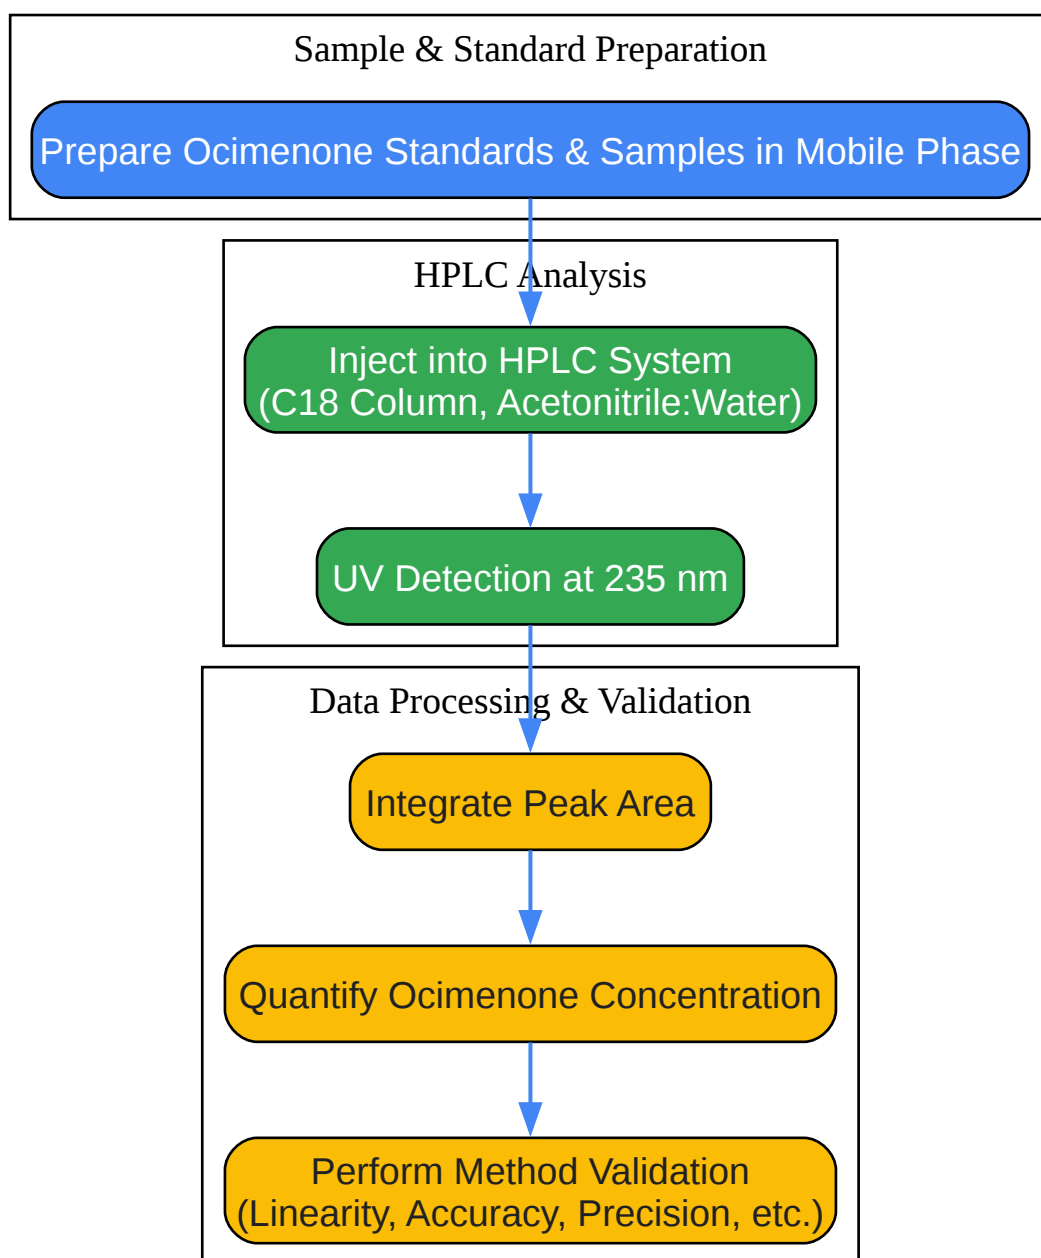 Sample & Standard Preparation
Prepare Ocimenone Standards & Samples in Mobile Phase
HPLC Analysis
Inject into HPLC System
(C18 Column, Acetonitrile:Water)
UV Detection at 235 nm
Data Processing & Validation
Integrate Peak Area
Quantify Ocimenone Concentration
Perform Method Validation
(Linearity, Accuracy, Precision, etc.)